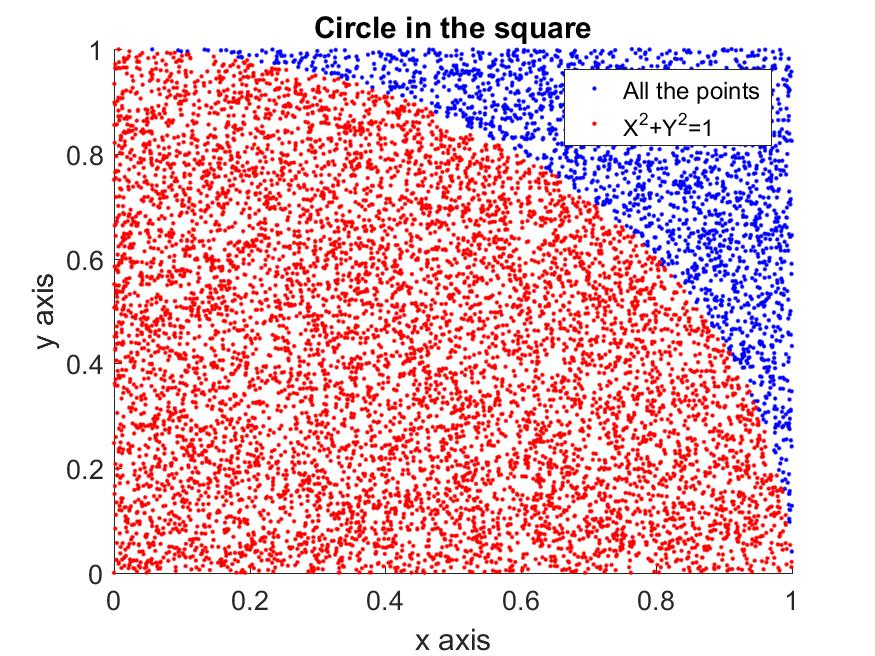 Circle in the square
All the points
X²+Y²=1
y axis
1
0.8
0.6
0.4
0.2
0
0 0.2 0.4 0.6 0.8 1
x axis